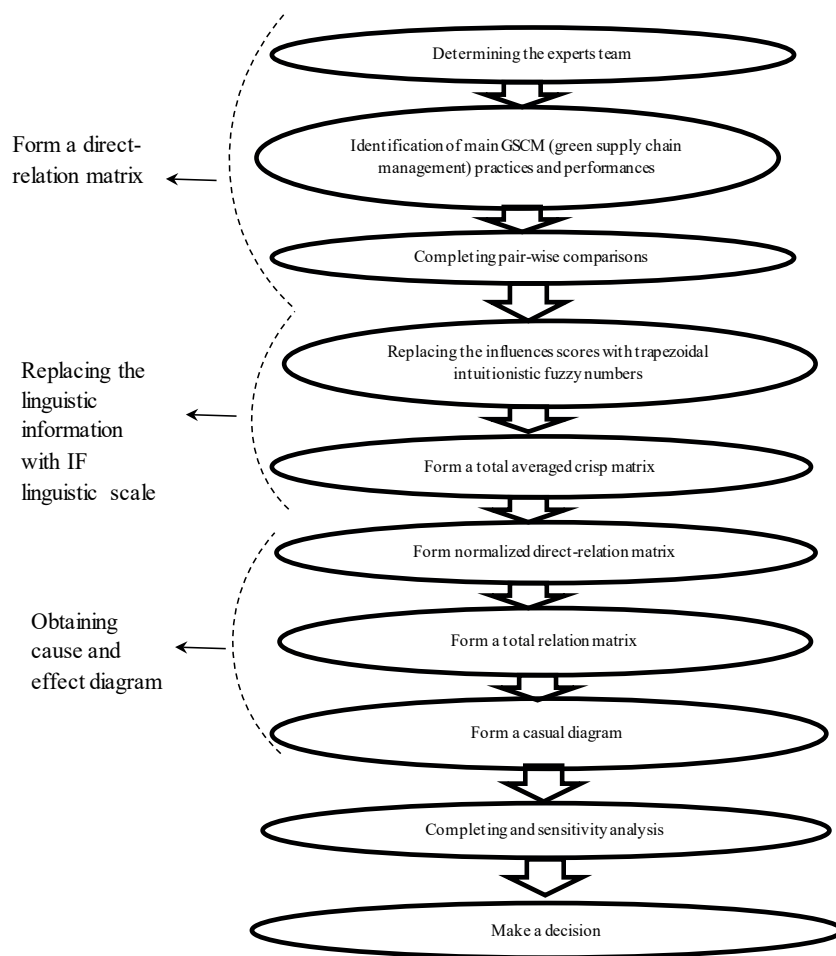 Determining the experts team
Form a direct-
relation matrix
Identification of main GSCM (green supply chain
management) practices and performances
Completing pair-wise comparisons
Replacing the
linguistic
information
with IF
linguistic scale
Replacing the influences scores with trapezoidal
intuitionistic fuzzy numbers
Form a total averaged crisp matrix
Form normalized direct-relation matrix
Obtaining
cause and
effect diagram
Form a total relation matrix
Form a casual diagram
Completing and sensitivity analysis
Make a decision